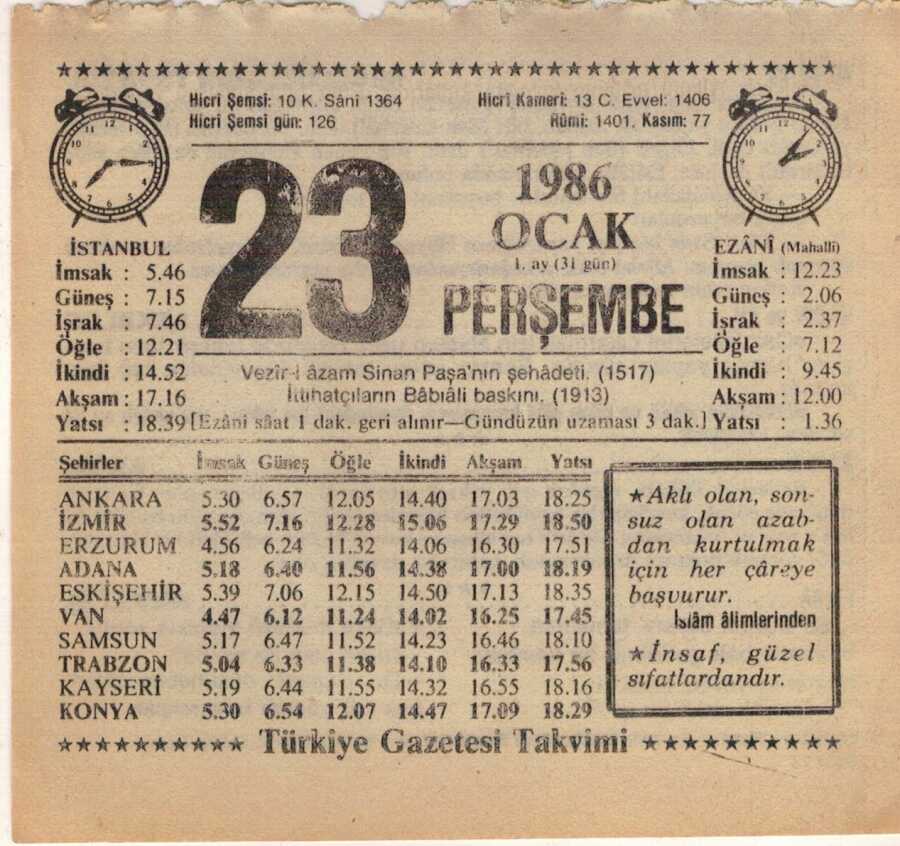 Hicri Şemsi: 10 K. Sâni 1364
Hicri Şemsi gün: 126
Hicrî Kameri: 13 C. Evvel: 1406
Rûmi: 1401, Kasım: 77
23
1986
OCAK
1. ay (31 gün)
PERŞEMBE
İSTANBUL
İmsak : 5.46
Güneş : 7.15
İşrak : 7.46
Öğle : 12.21
İkindi : 14.52
Akşam : 17.16
Yatsı : 18.39
EZÂNÎ (Mahallî)
İmsak : 12.23
Güneş : 2.06
İşrak : 2.37
Öğle : 7.12
İkindi : 9.45
Akşam : 12.00
Yatsı : 1.36
Vezîr-i âzam Sinan Paşa'nın şehâdeti. (1517)
İttihatçıların Bâbıâli baskını. (1913)
[Ezâni sâat 1 dak. geri alınır—Gündüzün uzaması 3 dak.]
Şehirler İmsak Güneş Öğle İkindi Akşam Yatsı
ANKARA 5.30 6.57 12.05 14.40 17.03 18.25
İZMİR 5.52 7.16 12.28 15.06 17.29 18.50
ERZURUM 4.56 6.24 11.32 14.06 16.30 17.51
ADANA 5.18 6.40 11.56 14.38 17.00 18.19
ESKİŞEHİR 5.39 7.06 12.15 14.50 17.13 18.35
VAN 4.47 6.12 11.24 14.02 16.25 17.45
SAMSUN 5.17 6.47 11.52 14.23 16.46 18.10
TRABZON 5.04 6.33 11.38 14.10 16.33 17.56
KAYSERİ 5.19 6.44 11.55 14.32 16.55 18.16
KONYA 5.30 6.54 12.07 14.47 17.09 18.29
★Aklı olan, son-
suz olan azab-
dan kurtulmak
için her çâreye
başvurur.
İslâm âlimlerinden
★İnsaf, güzel
sıfatlardandır.
Türkiye Gazetesi Takvimi